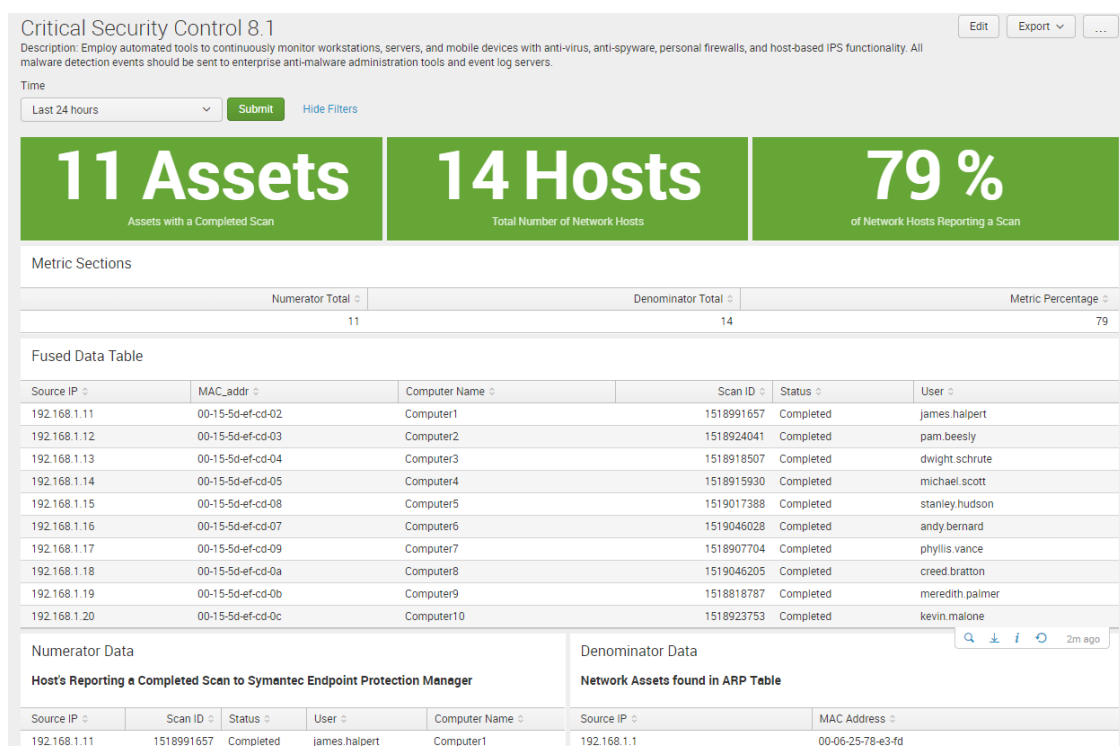 Critical Security Control 8.1
Edit Export ...
Description: Employ automated tools to continuously monitor workstations, servers, and mobile devices with anti-virus, anti-spyware, personal firewalls, and host-based IPS functionality. All
malware detection events should be sent to enterprise anti-malware administration tools and event log servers.
Time
Last 24 hours Submit Hide Filters
11 Assets
Assets with a Completed Scan
14 Hosts
Total Number of Network Hosts
79 %
of Network Hosts Reporting a Scan
Metric Sections
Numerator Total Denominator Total Metric Percentage
11 14 79
Fused Data Table
Source IP MAC_addr Computer Name Scan ID Status User
192.168.1.11 00-15-5d-ef-cd-02 Computer1 1518991657 Completed james.halpert
192.168.1.12 00-15-5d-ef-cd-03 Computer2 1518924041 Completed pam.beesly
192.168.1.13 00-15-5d-ef-cd-04 Computer3 1518918507 Completed dwight.schrute
192.168.1.14 00-15-5d-ef-cd-05 Computer4 1518915930 Completed michael.scott
192.168.1.15 00-15-5d-ef-cd-08 Computer5 1519017388 Completed stanley.hudson
192.168.1.16 00-15-5d-ef-cd-07 Computer6 1519046028 Completed andy.bernard
192.168.1.17 00-15-5d-ef-cd-09 Computer7 1518907704 Completed phyllis.vance
192.168.1.18 00-15-5d-ef-cd-0a Computer8 1519046205 Completed creed.bratton
192.168.1.19 00-15-5d-ef-cd-0b Computer9 1518818787 Completed meredith.palmer
192.168.1.20 00-15-5d-ef-cd-0c Computer10 1518923753 Completed kevin.malone
2m ago
Numerator Data
Host's Reporting a Completed Scan to Symantec Endpoint Protection Manager
Source IP Scan ID Status User Computer Name
192.168.1.11 1518991657 Completed james.halpert Computer1
Denominator Data
Network Assets found in ARP Table
Source IP MAC Address
192.168.1.1 00-06-25-78-e3-fd